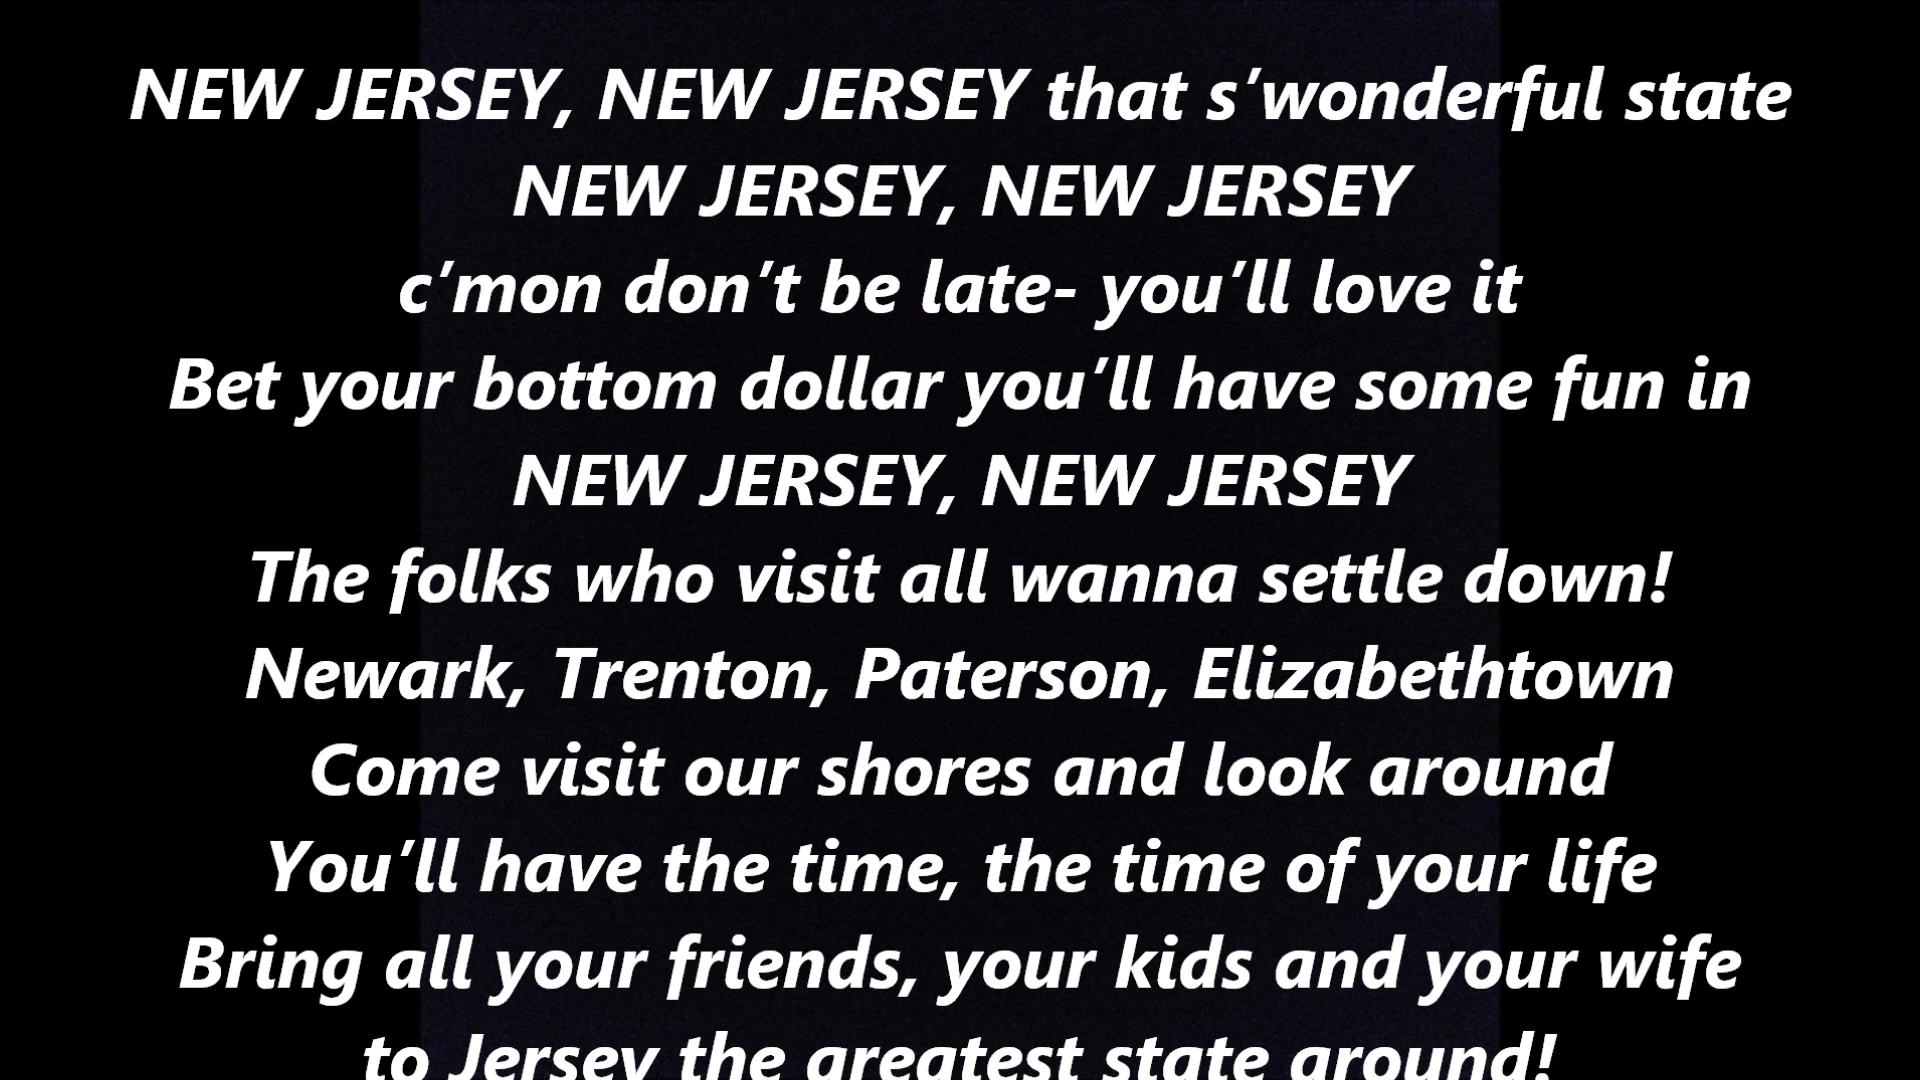 NEW JERSEY, NEW JERSEY that s’wonderful state
NEW JERSEY, NEW JERSEY
c’mon don’t be late- you’ll love it
Bet your bottom dollar you’ll have some fun in
NEW JERSEY, NEW JERSEY
The folks who visit all wanna settle down!
Newark, Trenton, Paterson, Elizabethtown
Come visit our shores and look around
You’ll have the time, the time of your life
Bring all your friends, your kids and your wife
to Jersey the greatest state around!